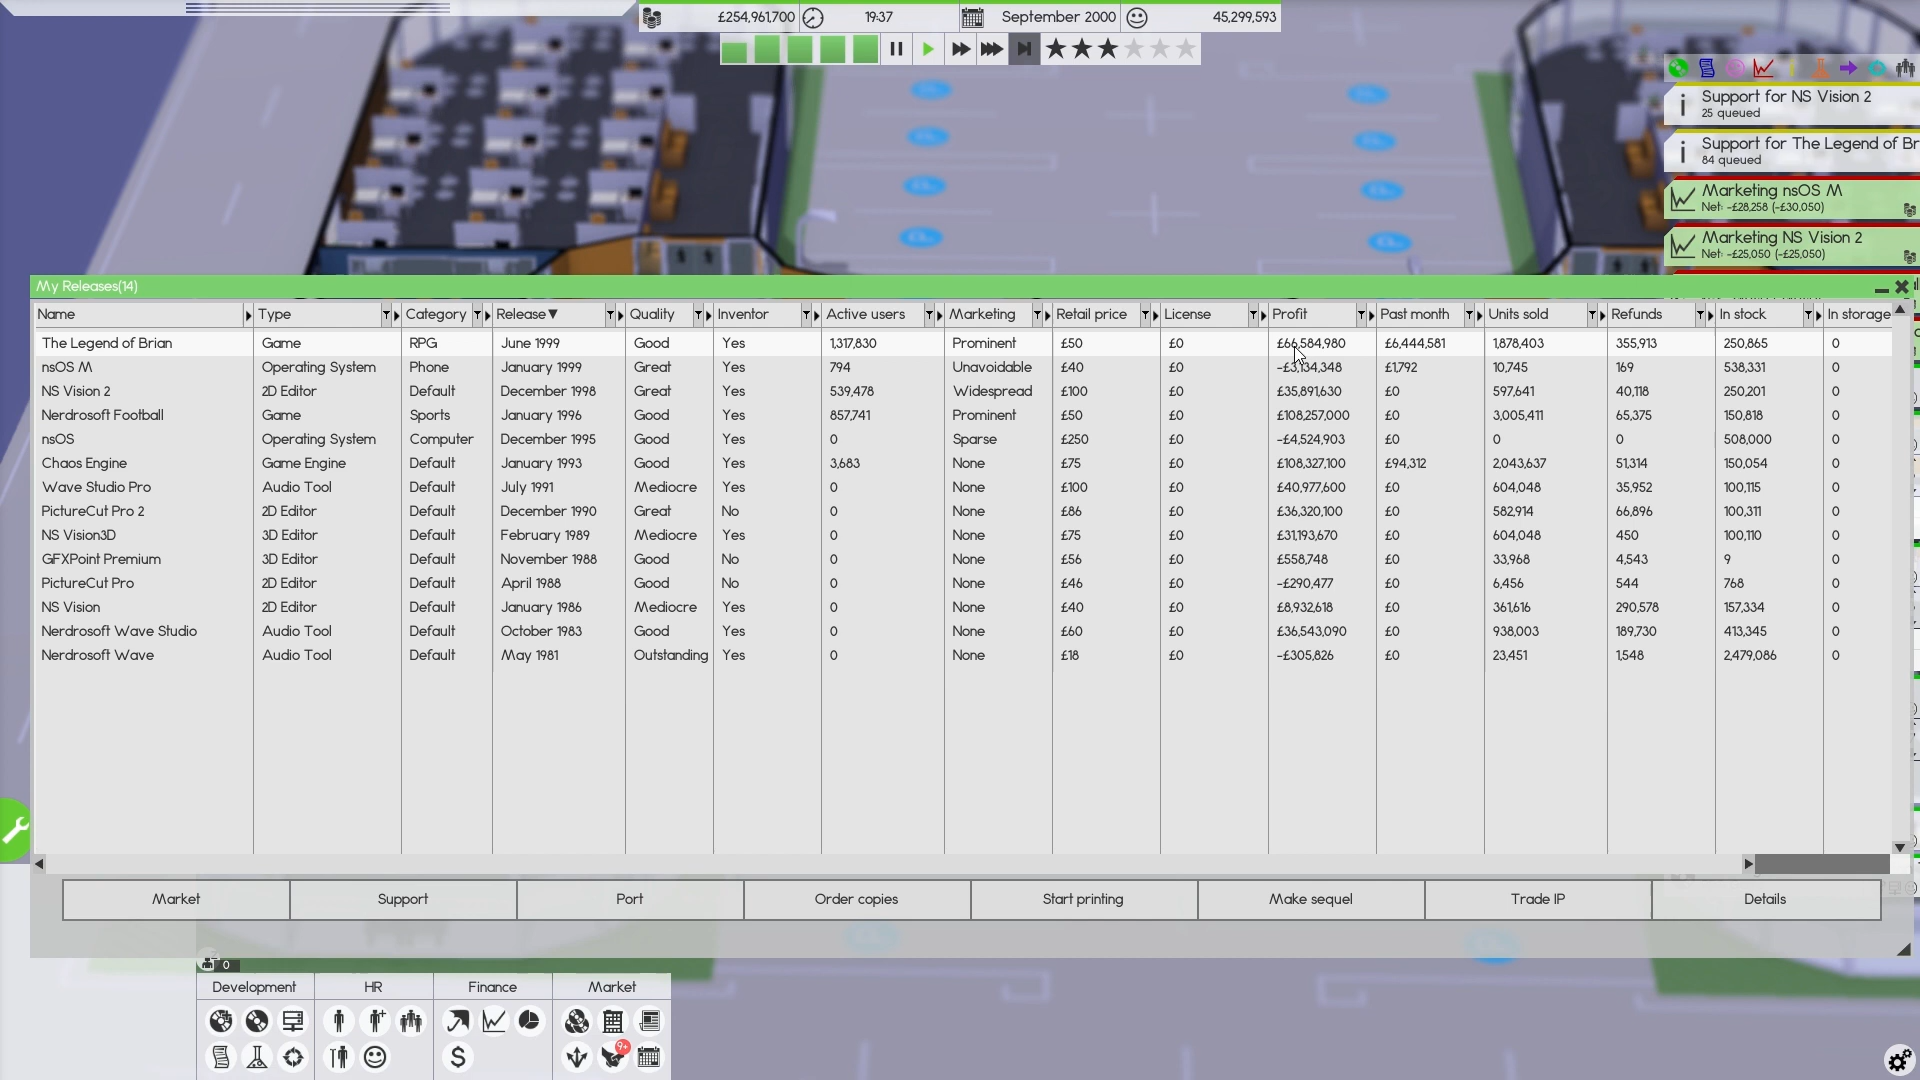 £254,961,700 19:37 September 2000 45,299,593
Support for NS Vision 2
25 queued
Support for The Legend of Br
84 queued
Marketing nsOS M
Net: -£28,258 (-£30,050)
Marketing NS Vision 2
Net: -£25,050 (-£25,050)
My Releases(14)
Name Type Category Release▼ Quality Inventor Active users Marketing Retail price License Profit Past month Units sold Refunds In stock In storage
The Legend of Brian Game RPG June 1999 Good Yes 1,317,830 Prominent £50 £0 £66,584,980 £6,444,581 1,878,403 355,913 250,865 0
nsOS M Operating System Phone January 1999 Great Yes 794 Unavoidable £40 £0 -£3,134,348 £1,792 10,745 169 538,331 0
NS Vision 2 2D Editor Default December 1998 Great Yes 539,478 Widespread £100 £0 £35,891,630 £0 597,641 40,118 250,201 0
Nerdrosoft Football Game Sports January 1996 Good Yes 857,741 Prominent £50 £0 £108,257,000 £0 3,005,411 65,375 150,818 0
nsOS Operating System Computer December 1995 Good Yes 0 Sparse £250 £0 -£4,524,903 £0 0 0 508,000 0
Chaos Engine Game Engine Default January 1993 Good Yes 3,683 None £75 £0 £108,327,100 £94,312 2,043,637 51,314 150,054 0
Wave Studio Pro Audio Tool Default July 1991 Mediocre Yes 0 None £100 £0 £40,977,600 £0 604,048 35,952 100,115 0
PictureCut Pro 2 2D Editor Default December 1990 Great No 0 None £86 £0 £36,320,100 £0 582,914 66,896 100,311 0
NS Vision3D 3D Editor Default February 1989 Mediocre Yes 0 None £75 £0 £31,193,670 £0 604,048 450 100,110 0
GFXPoint Premium 3D Editor Default November 1988 Good No 0 None £56 £0 £558,748 £0 33,968 4,543 9 0
PictureCut Pro 2D Editor Default April 1988 Good No 0 None £46 £0 -£290,477 £0 6,456 544 768 0
NS Vision 2D Editor Default January 1986 Mediocre Yes 0 None £40 £0 £8,932,618 £0 361,616 290,578 157,334 0
Nerdrosoft Wave Studio Audio Tool Default October 1983 Good Yes 0 None £60 £0 £36,543,090 £0 938,003 189,730 413,345 0
Nerdrosoft Wave Audio Tool Default May 1981 Outstanding Yes 0 None £18 £0 -£305,826 £0 23,451 1,548 2,479,086 0
Market Support Port Order copies Start printing Make sequel Trade IP Details
0
Development HR Finance Market
9+